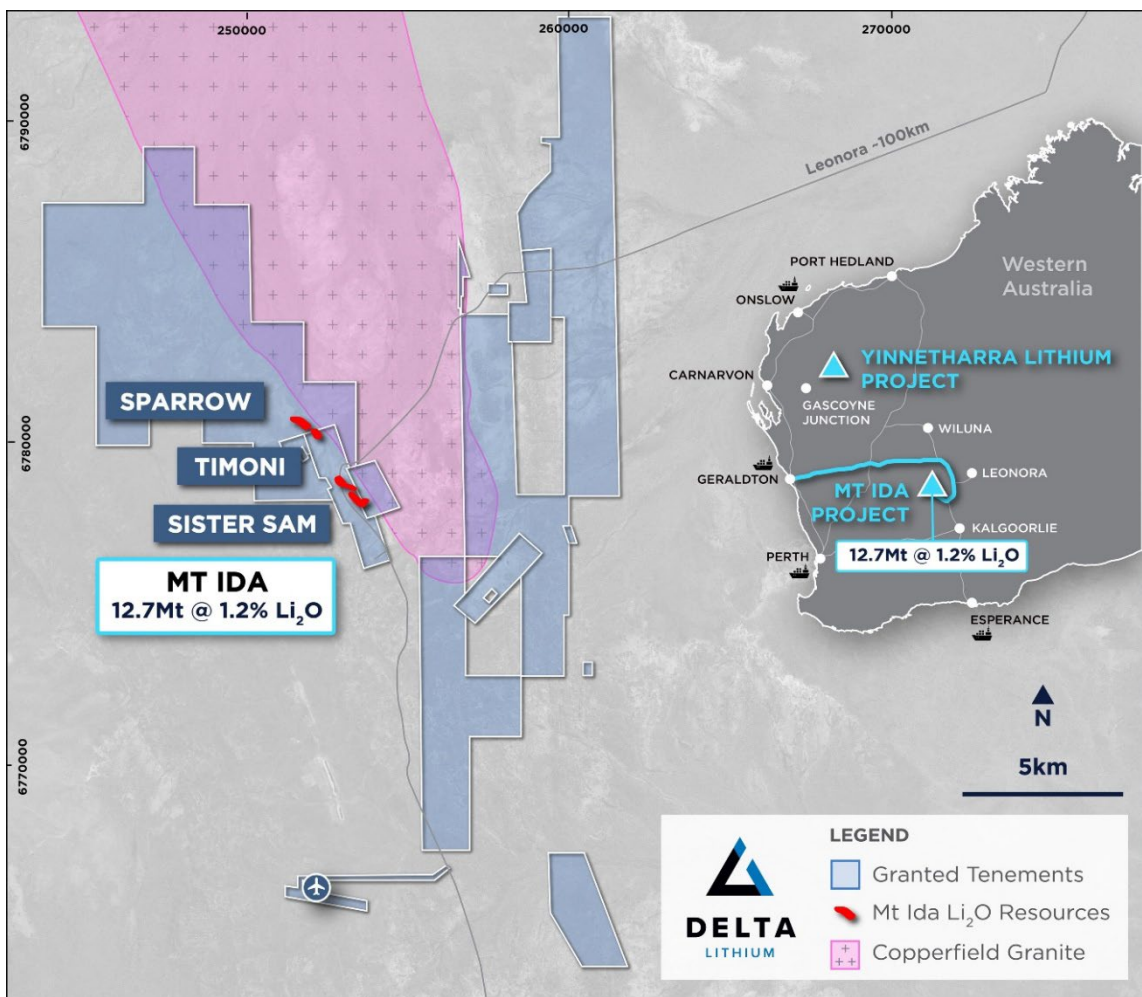 250000
260000
270000
6790000
6780000
6770000
Leonora ~100km
SPARROW
TIMONI
SISTER SAM
MT IDA
12.7Mt @ 1.2% Li₂O
Western
Australia
PORT HEDLAND
ONSLOW
CARNARVON
YINNETHARRA LITHIUM
PROJECT
GASCOYNE
JUNCTION
WILUNA
GERALDTON
LEONORA
MT IDA
PROJECT
KALGOORLIE
PERTH
12.7Mt @ 1.2% Li₂O
ESPERANCE
N
5km
DELTA
LITHIUM
LEGEND
Granted Tenements
Mt Ida Li₂O Resources
Copperfield Granite